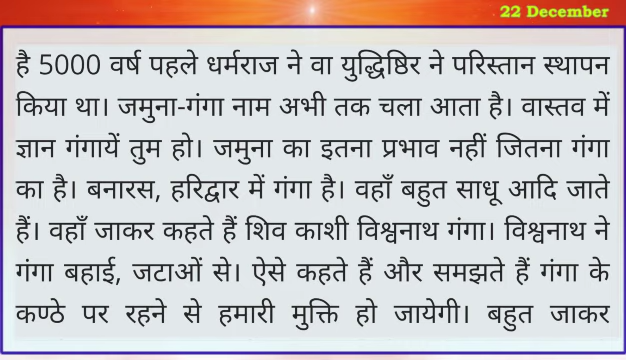 22 December
है 5000 वर्ष पहले धर्मराज ने वा युद्धिष्ठिर ने परिस्तान स्थापन
किया था। जमुना-गंगा नाम अभी तक चला आता है। वास्तव में
ज्ञान गंगायें तुम हो। जमुना का इतना प्रभाव नहीं जितना गंगा
का है। बनारस, हरिद्वार में गंगा है। वहाँ बहुत साधू आदि जाते
हैं। वहाँ जाकर कहते हैं शिव काशी विश्वनाथ गंगा। विश्वनाथ ने
गंगा बहाई, जटाओं से। ऐसे कहते हैं और समझते हैं गंगा के
कण्ठे पर रहने से हमारी मुक्ति हो जायेगी। बहुत जाकर